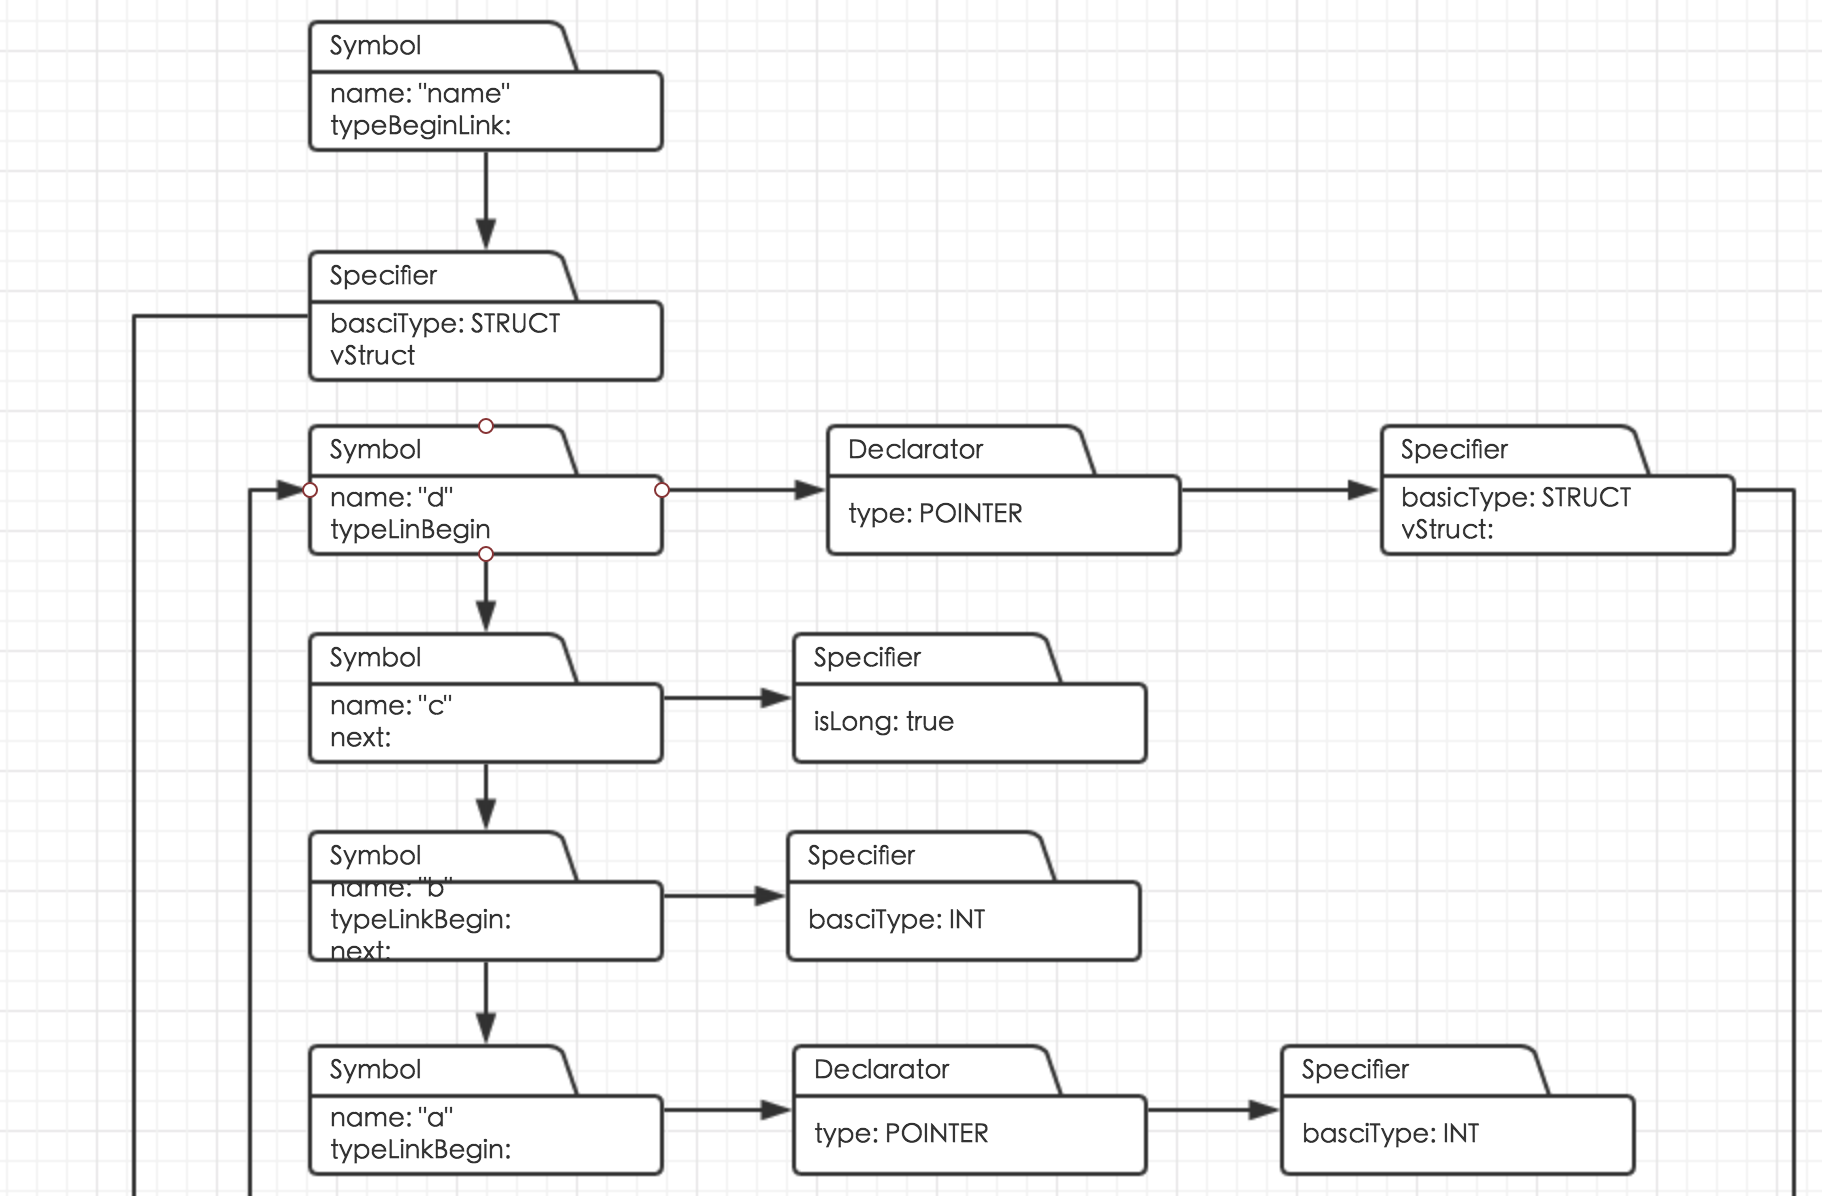 Symbol
name: "name"
typeBeginLink:
Specifier
basciType: STRUCT
vStruct
Symbol
name: "d"
typeLinBegin
Declarator
type: POINTER
Specifier
basicType: STRUCT
vStruct:
Symbol
name: "c"
next:
Specifier
isLong: true
Symbol
name: "b"
typeLinkBegin:
next:
Specifier
basciType: INT
Symbol
name: "a"
typeLinkBegin:
Declarator
type: POINTER
Specifier
basciType: INT